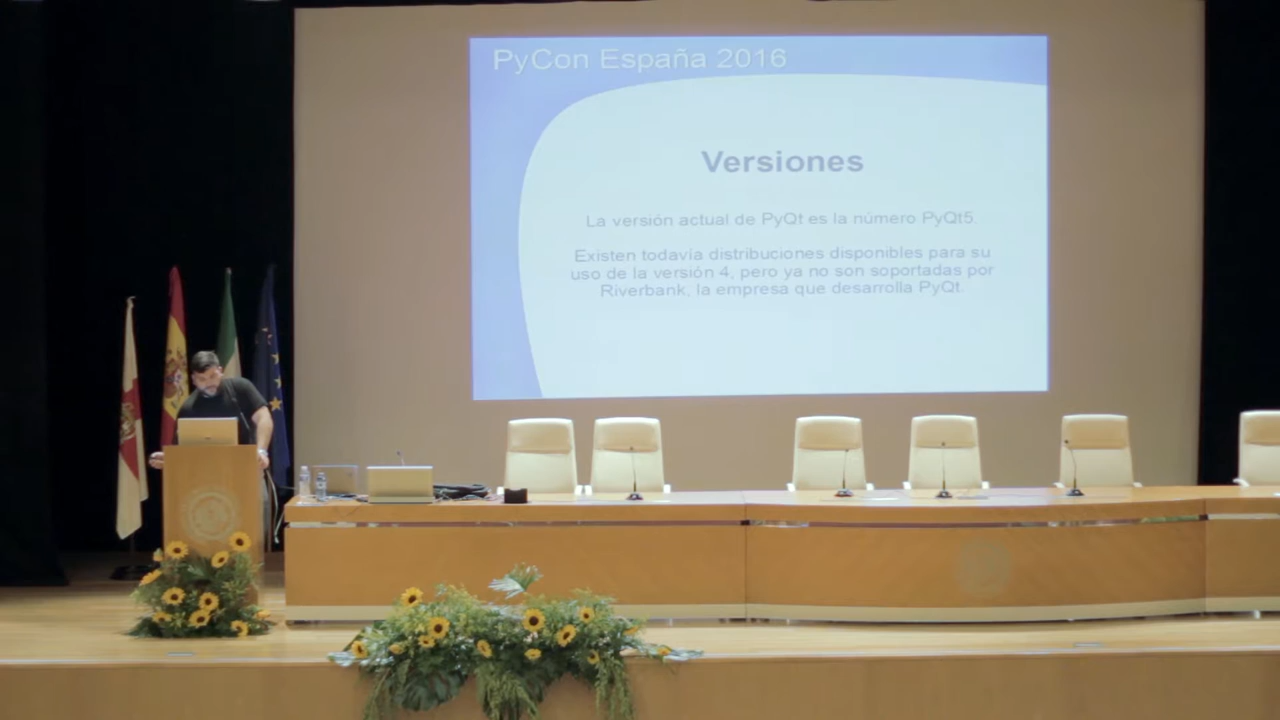 PyCon España 2016
Versiones
La versión actual de PyQt es la número PyQt5.
Existen todavía distribuciones disponibles para su
uso de la versión 4, pero ya no son soportadas por
Riverbank, la empresa que desarrolla PyQt.